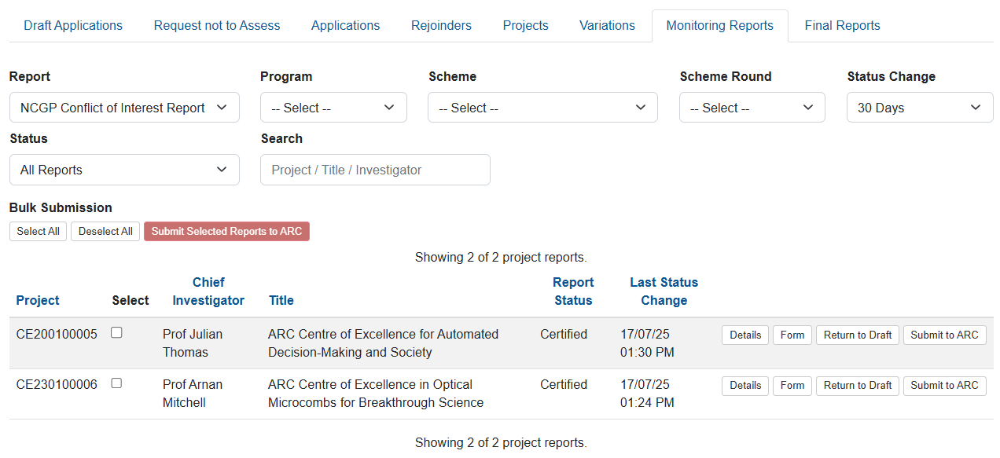 Draft Applications Request not to Assess Applications Rejoinders Projects Variations Monitoring Reports Final Reports
Report Program Scheme Scheme Round Status Change
NCGP Conflict of Interest Report -- Select -- -- Select -- -- Select -- 30 Days
Status Search
All Reports Project / Title / Investigator
Bulk Submission
Select All Deselect All Submit Selected Reports to ARC
Showing 2 of 2 project reports.
Project Select Chief Investigator Title Report Status Last Status Change
CE200100005 Prof Julian Thomas ARC Centre of Excellence for Automated Decision-Making and Society Certified 17/07/25 01:30 PM Details Form Return to Draft Submit to ARC
CE230100006 Prof Arnan Mitchell ARC Centre of Excellence in Optical Microcombs for Breakthrough Science Certified 17/07/25 01:24 PM Details Form Return to Draft Submit to ARC
Showing 2 of 2 project reports.